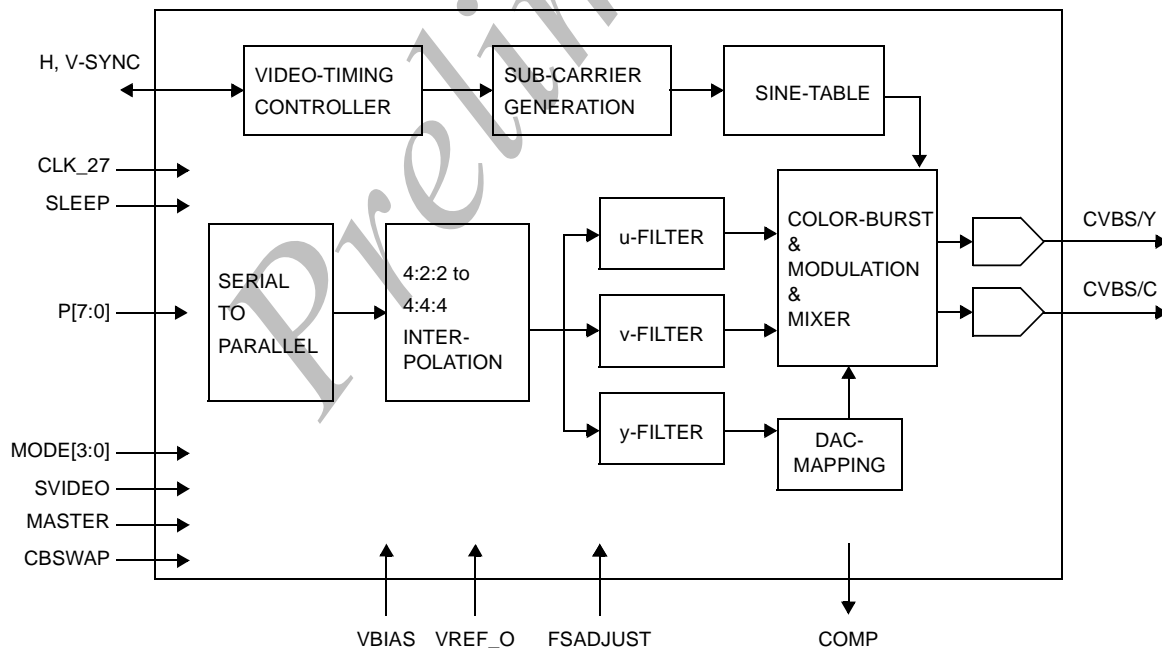 H, V-SYNC
VIDEO-TIMING
CONTROLLER
SUB-CARRIER
GENERATION
SINE-TABLE
CLK_27
SLEEP
P[7:0]
SERIAL
TO
PARALLEL
4:2:2 to
4:4:4
INTER-
POLATION
u-FILTER
v-FILTER
y-FILTER
COLOR-BURST
&
MODULATION
&
MIXER
DAC-
MAPPING
CVBS/Y
CVBS/C
MODE[3:0]
SVIDEO
MASTER
CBSWAP
VBIAS
VREF_O
FSADJUST
COMP
Prelin